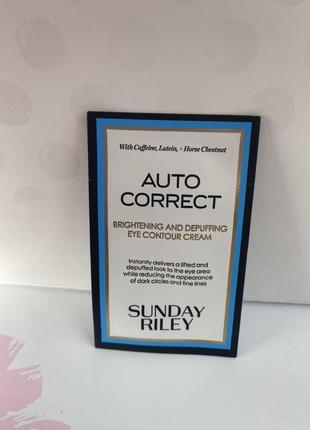 With Caffeine, Lutein, + Horse Chestnut
AUTO
CORRECT
BRIGHTENING AND DEPUFFING
EYE CONTOUR CREAM
Instantly delivers a lifted and
depuffed look to the eye area
while reducing the appearance
of dark circles and fine lines
SUNDAY
RILEY